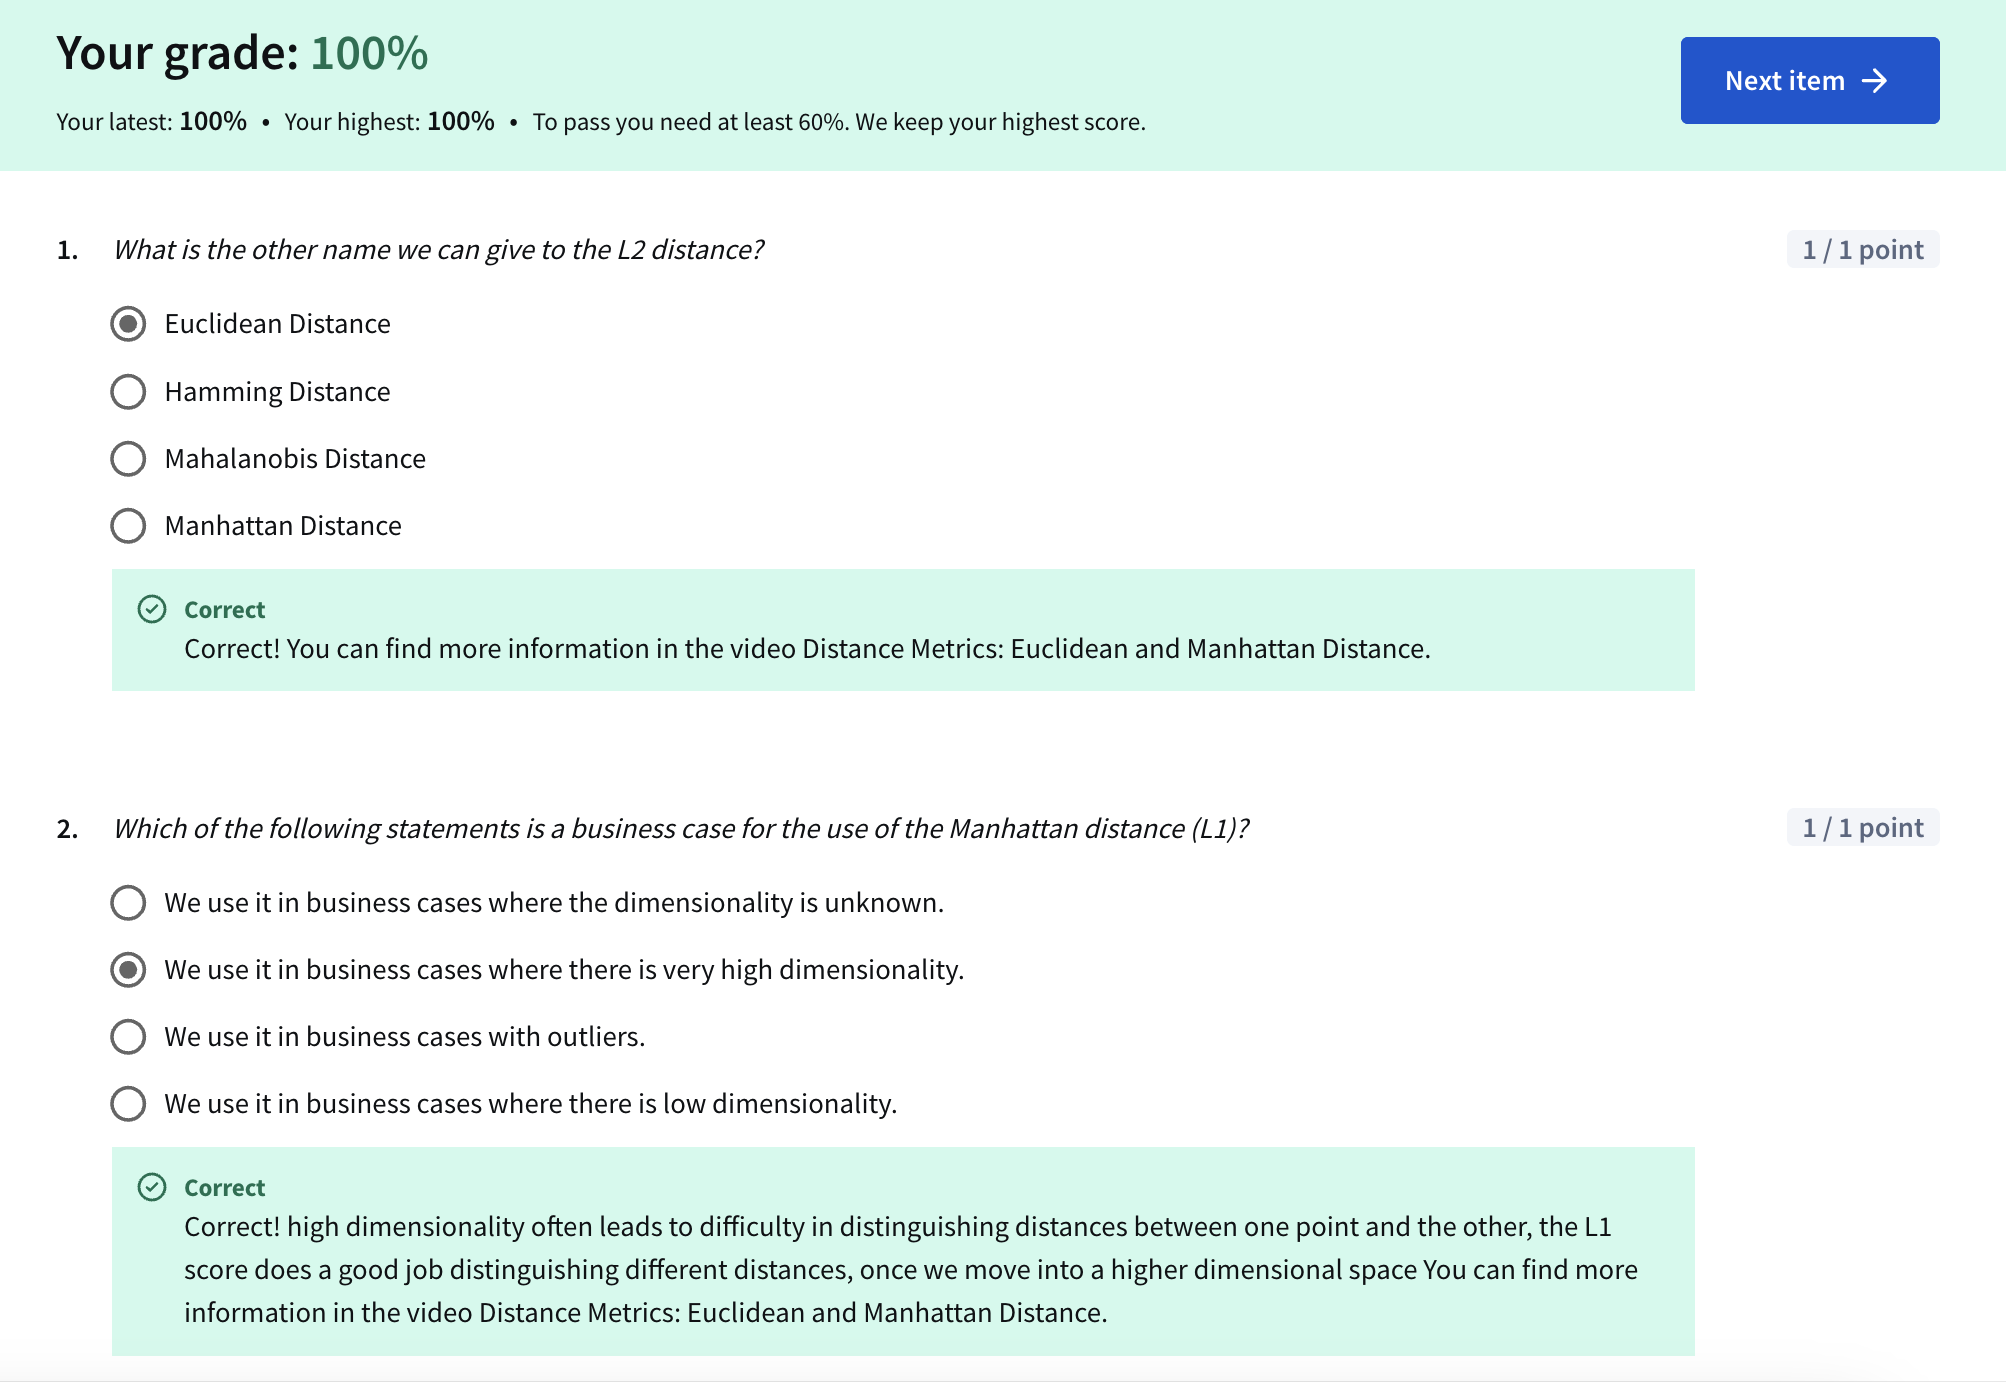 Your grade: 100%
Next item →
Your latest: 100% • Your highest: 100% • To pass you need at least 60%. We keep your highest score.
1. What is the other name we can give to the L2 distance?
1 / 1 point
Euclidean Distance
Hamming Distance
Mahalanobis Distance
Manhattan Distance
Correct
Correct! You can find more information in the video Distance Metrics: Euclidean and Manhattan Distance.
2. Which of the following statements is a business case for the use of the Manhattan distance (L1)?
1 / 1 point
We use it in business cases where the dimensionality is unknown.
We use it in business cases where there is very high dimensionality.
We use it in business cases with outliers.
We use it in business cases where there is low dimensionality.
Correct
Correct! high dimensionality often leads to difficulty in distinguishing distances between one point and the other, the L1
score does a good job distinguishing different distances, once we move into a higher dimensional space You can find more
information in the video Distance Metrics: Euclidean and Manhattan Distance.